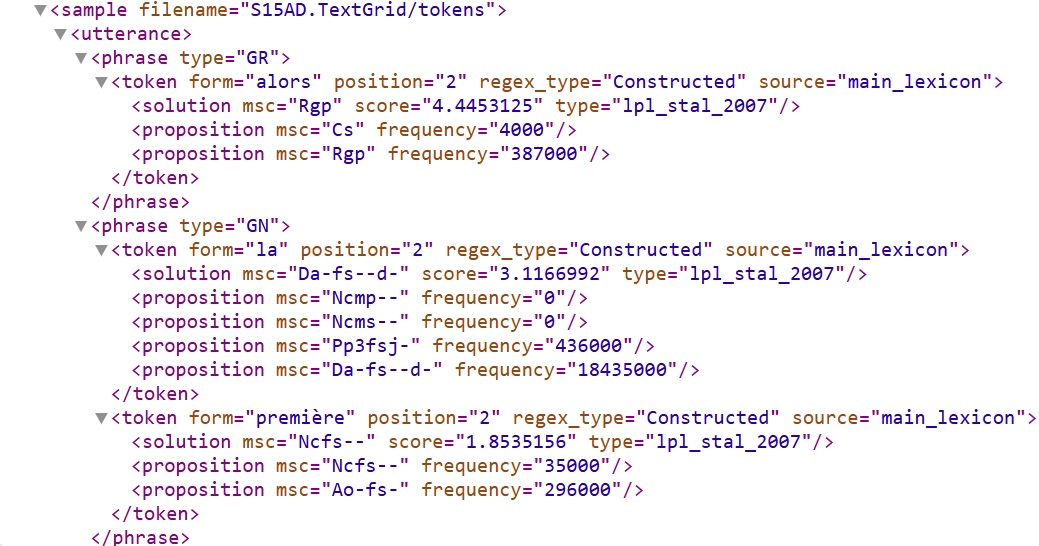 ▼<sample filename="S15AD.TextGrid/tokens">
▼<utterance>
▼<phrase type="GR">
▼<token form="alors" position="2" regex_type="Constructed" source="main_lexicon">
<solution msc="Rgp" score="4.4453125" type="lpl_stal_2007"/>
<proposition msc="Cs" frequency="4000"/>
<proposition msc="Rgp" frequency="387000"/>
</token>
</phrase>
▼<phrase type="GN">
▼<token form="la" position="2" regex_type="Constructed" source="main_lexicon">
<solution msc="Da-fs--d-" score="3.1166992" type="lpl_stal_2007"/>
<proposition msc="Ncmp--" frequency="0"/>
<proposition msc="Ncms--" frequency="0"/>
<proposition msc="Pp3fsj-" frequency="436000"/>
<proposition msc="Da-fs--d-" frequency="18435000"/>
</token>
▼<token form="première" position="2" regex_type="Constructed" source="main_lexicon">
<solution msc="Ncfs--" score="1.8535156" type="lpl_stal_2007"/>
<proposition msc="Ncfs--" frequency="35000"/>
<proposition msc="Ao-fs-" frequency="296000"/>
</token>
</phrase>